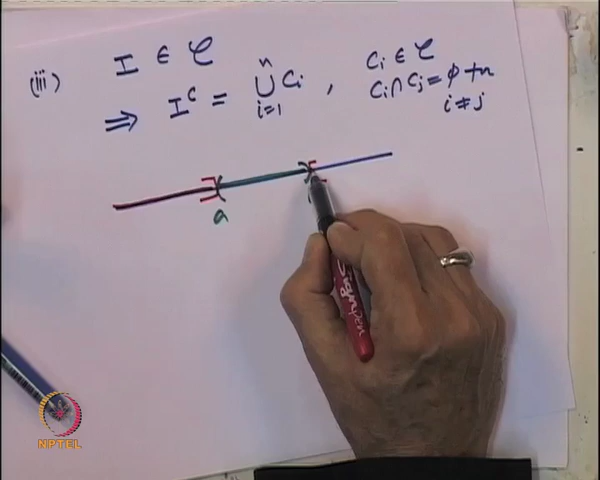 (iii) I ∈ 𝒞
⇒ I^c = ⋃_{i=1}^{n} C_i , C_i ∈ 𝒞
C_i ∩ C_j = ϕ ∀ n
i ≠ j
a
NPTEL